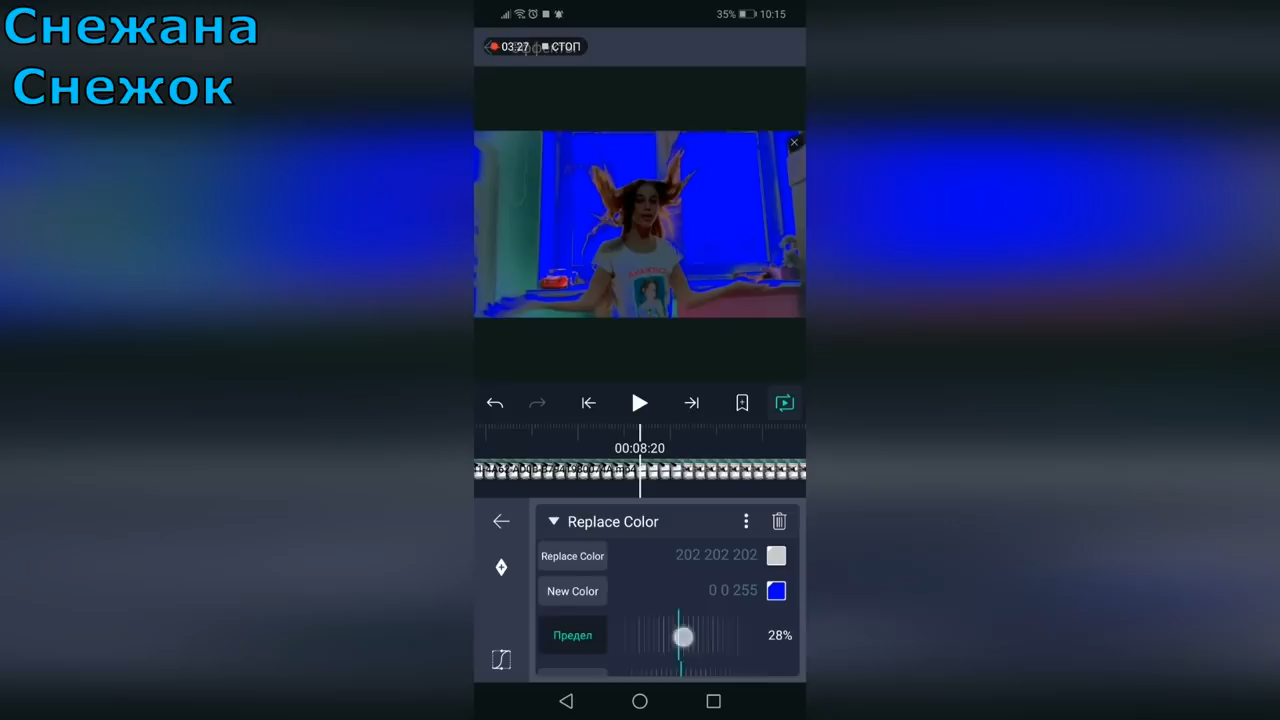 Снежана
Снежок
35% 10:15
03:27 СТОП
00:08:20
Replace Color
Replace Color 202 202 202
New Color 0 0 255
Предел 28%